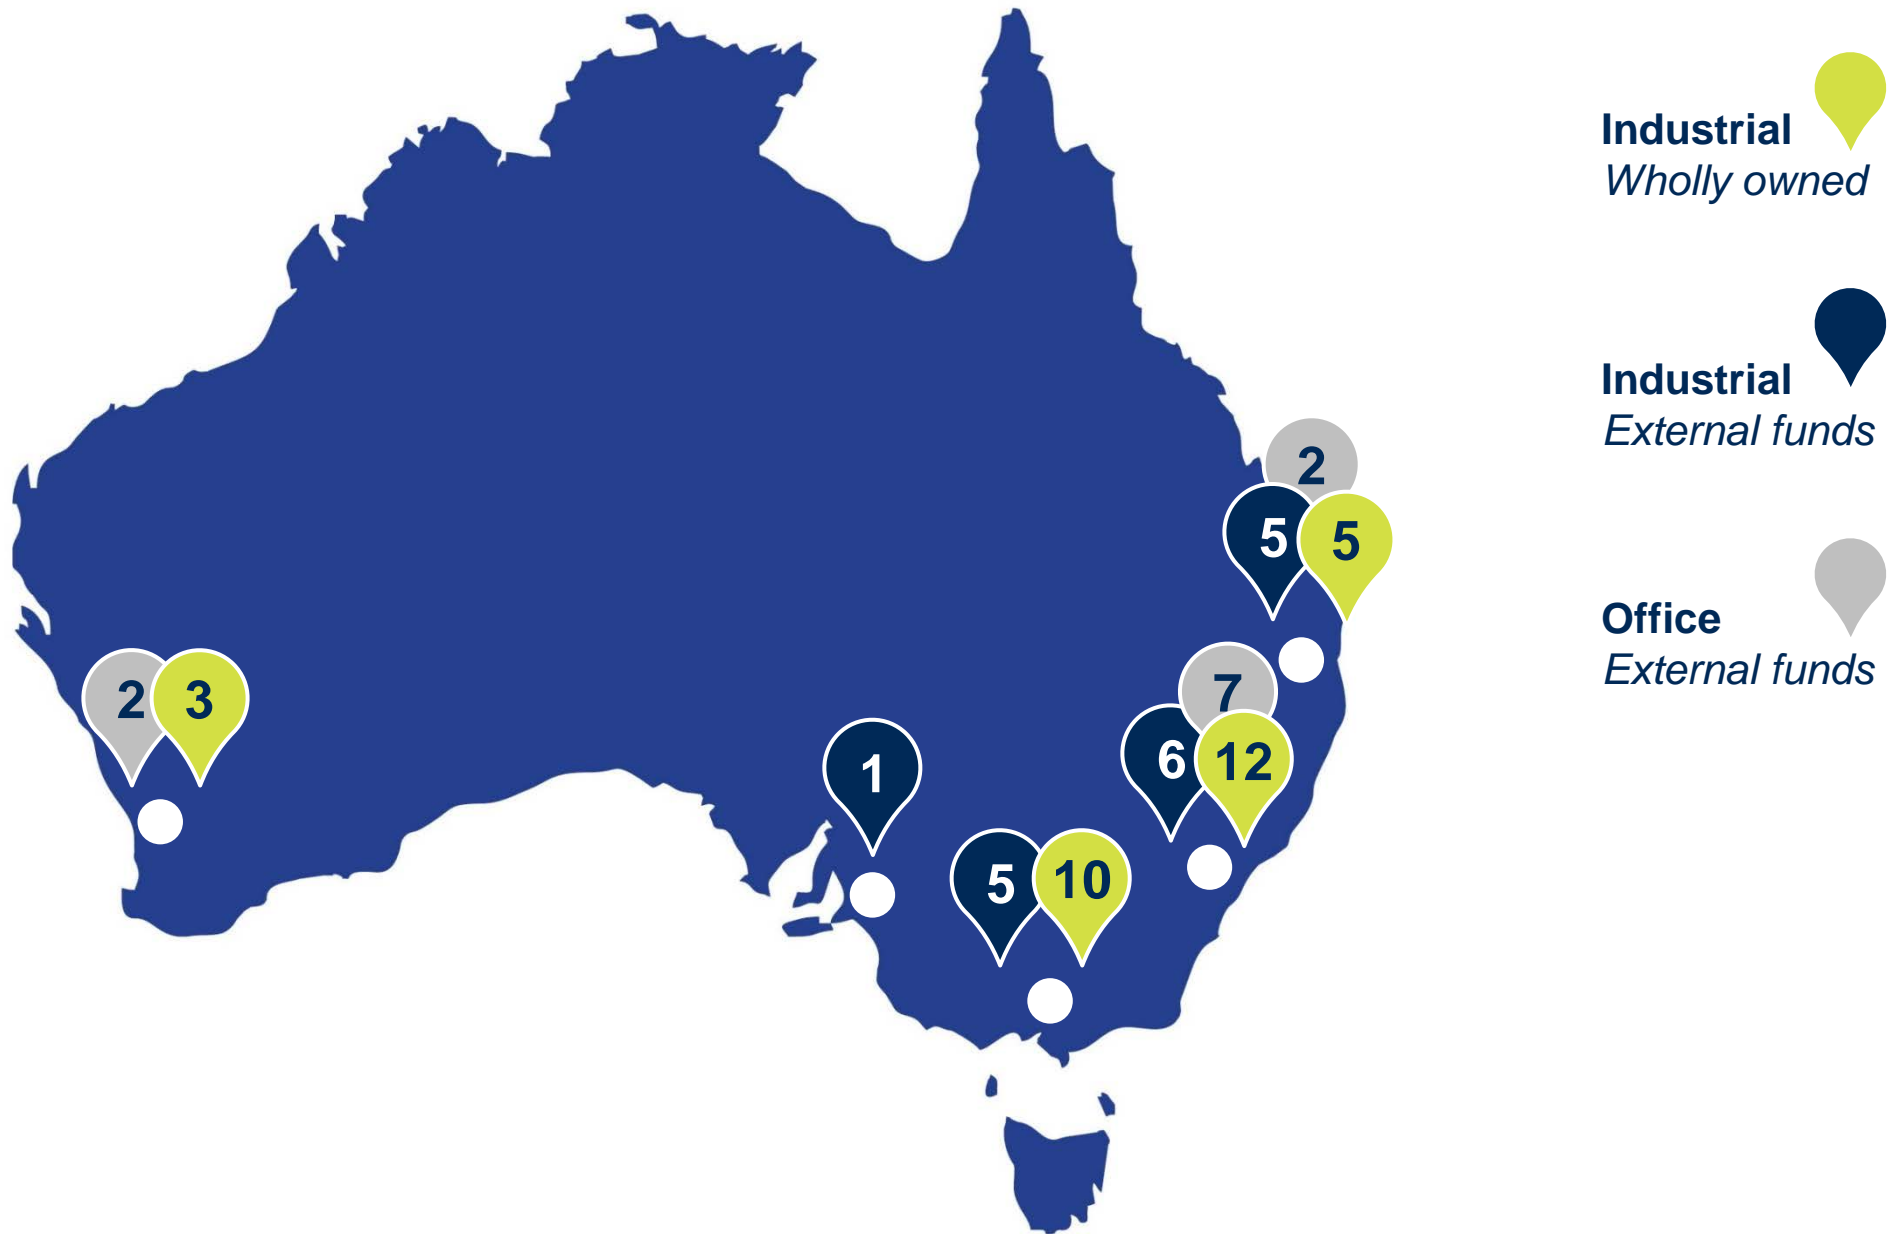 Industrial
Wholly owned
Industrial
External funds
Office
External funds
2
5
5
7
6
12
2
3
1
5
10